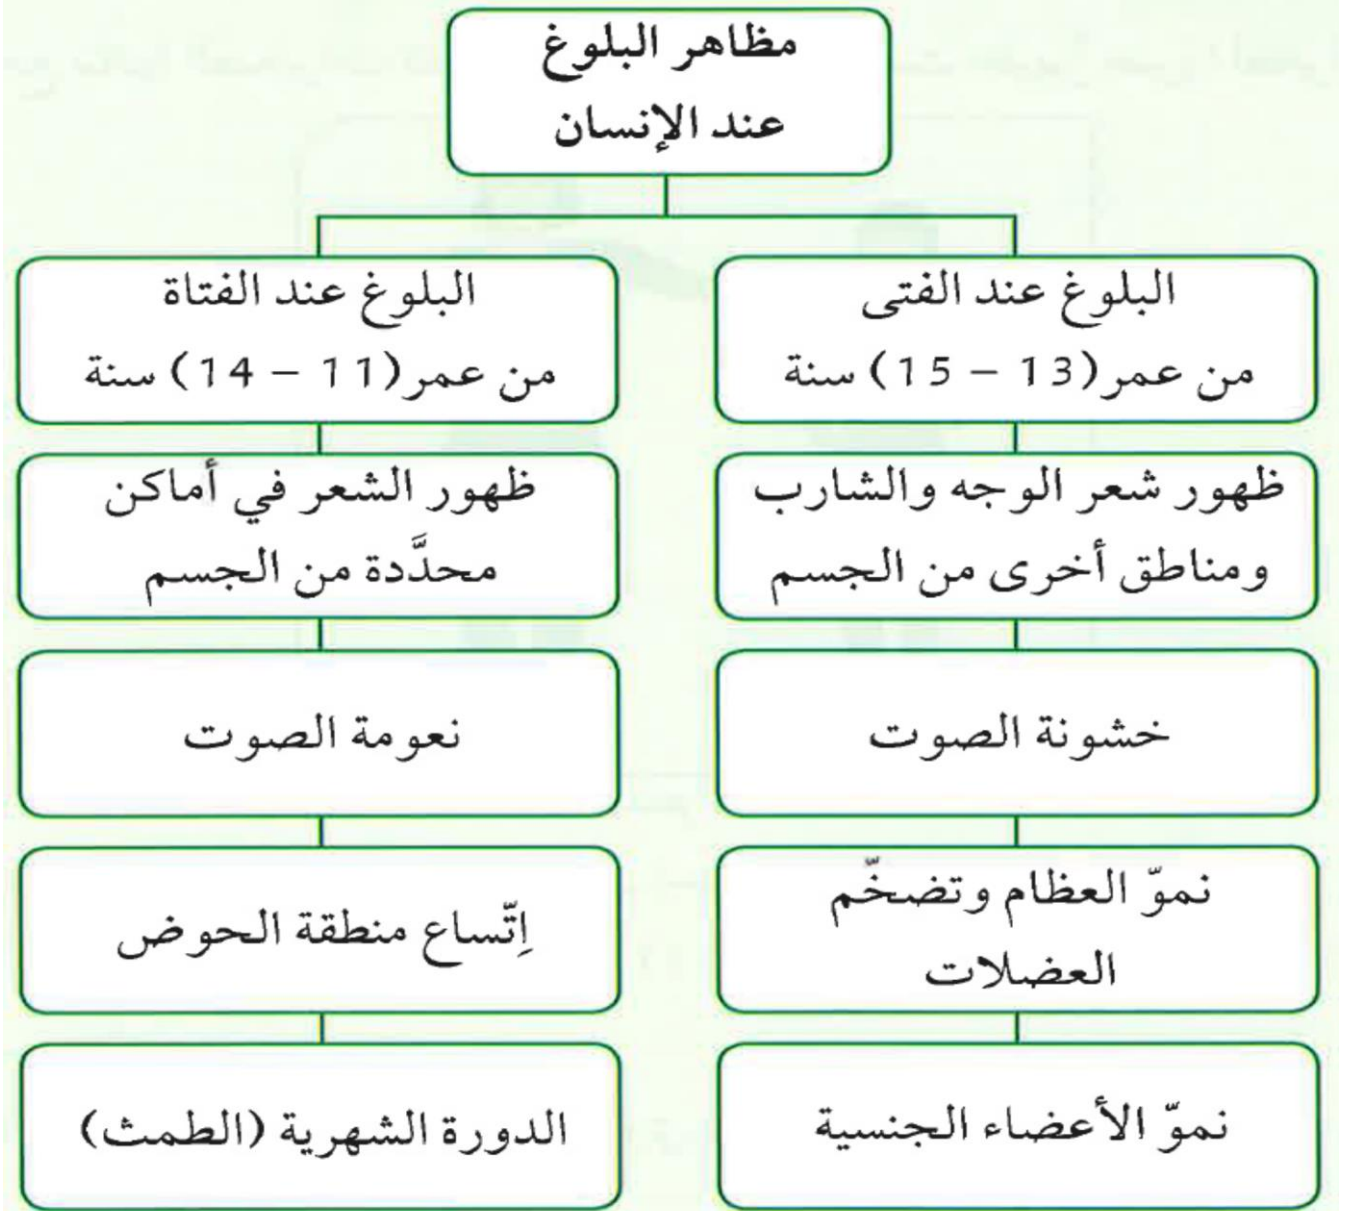 مظاهر البلوغ
عند الإنسان
البلوغ عند الفتى
من عمر (13 – 15) سنة
ظهور شعر الوجه والشارب
ومناطق أخرى من الجسم
خشونة الصوت
نموّ العظام وتضخّم
العضلات
نموّ الأعضاء الجنسية
البلوغ عند الفتاة
من عمر (11 – 14) سنة
ظهور الشعر في أماكن
محدَّدة من الجسم
نعومة الصوت
اِتّساع منطقة الحوض
الدورة الشهرية (الطمث)